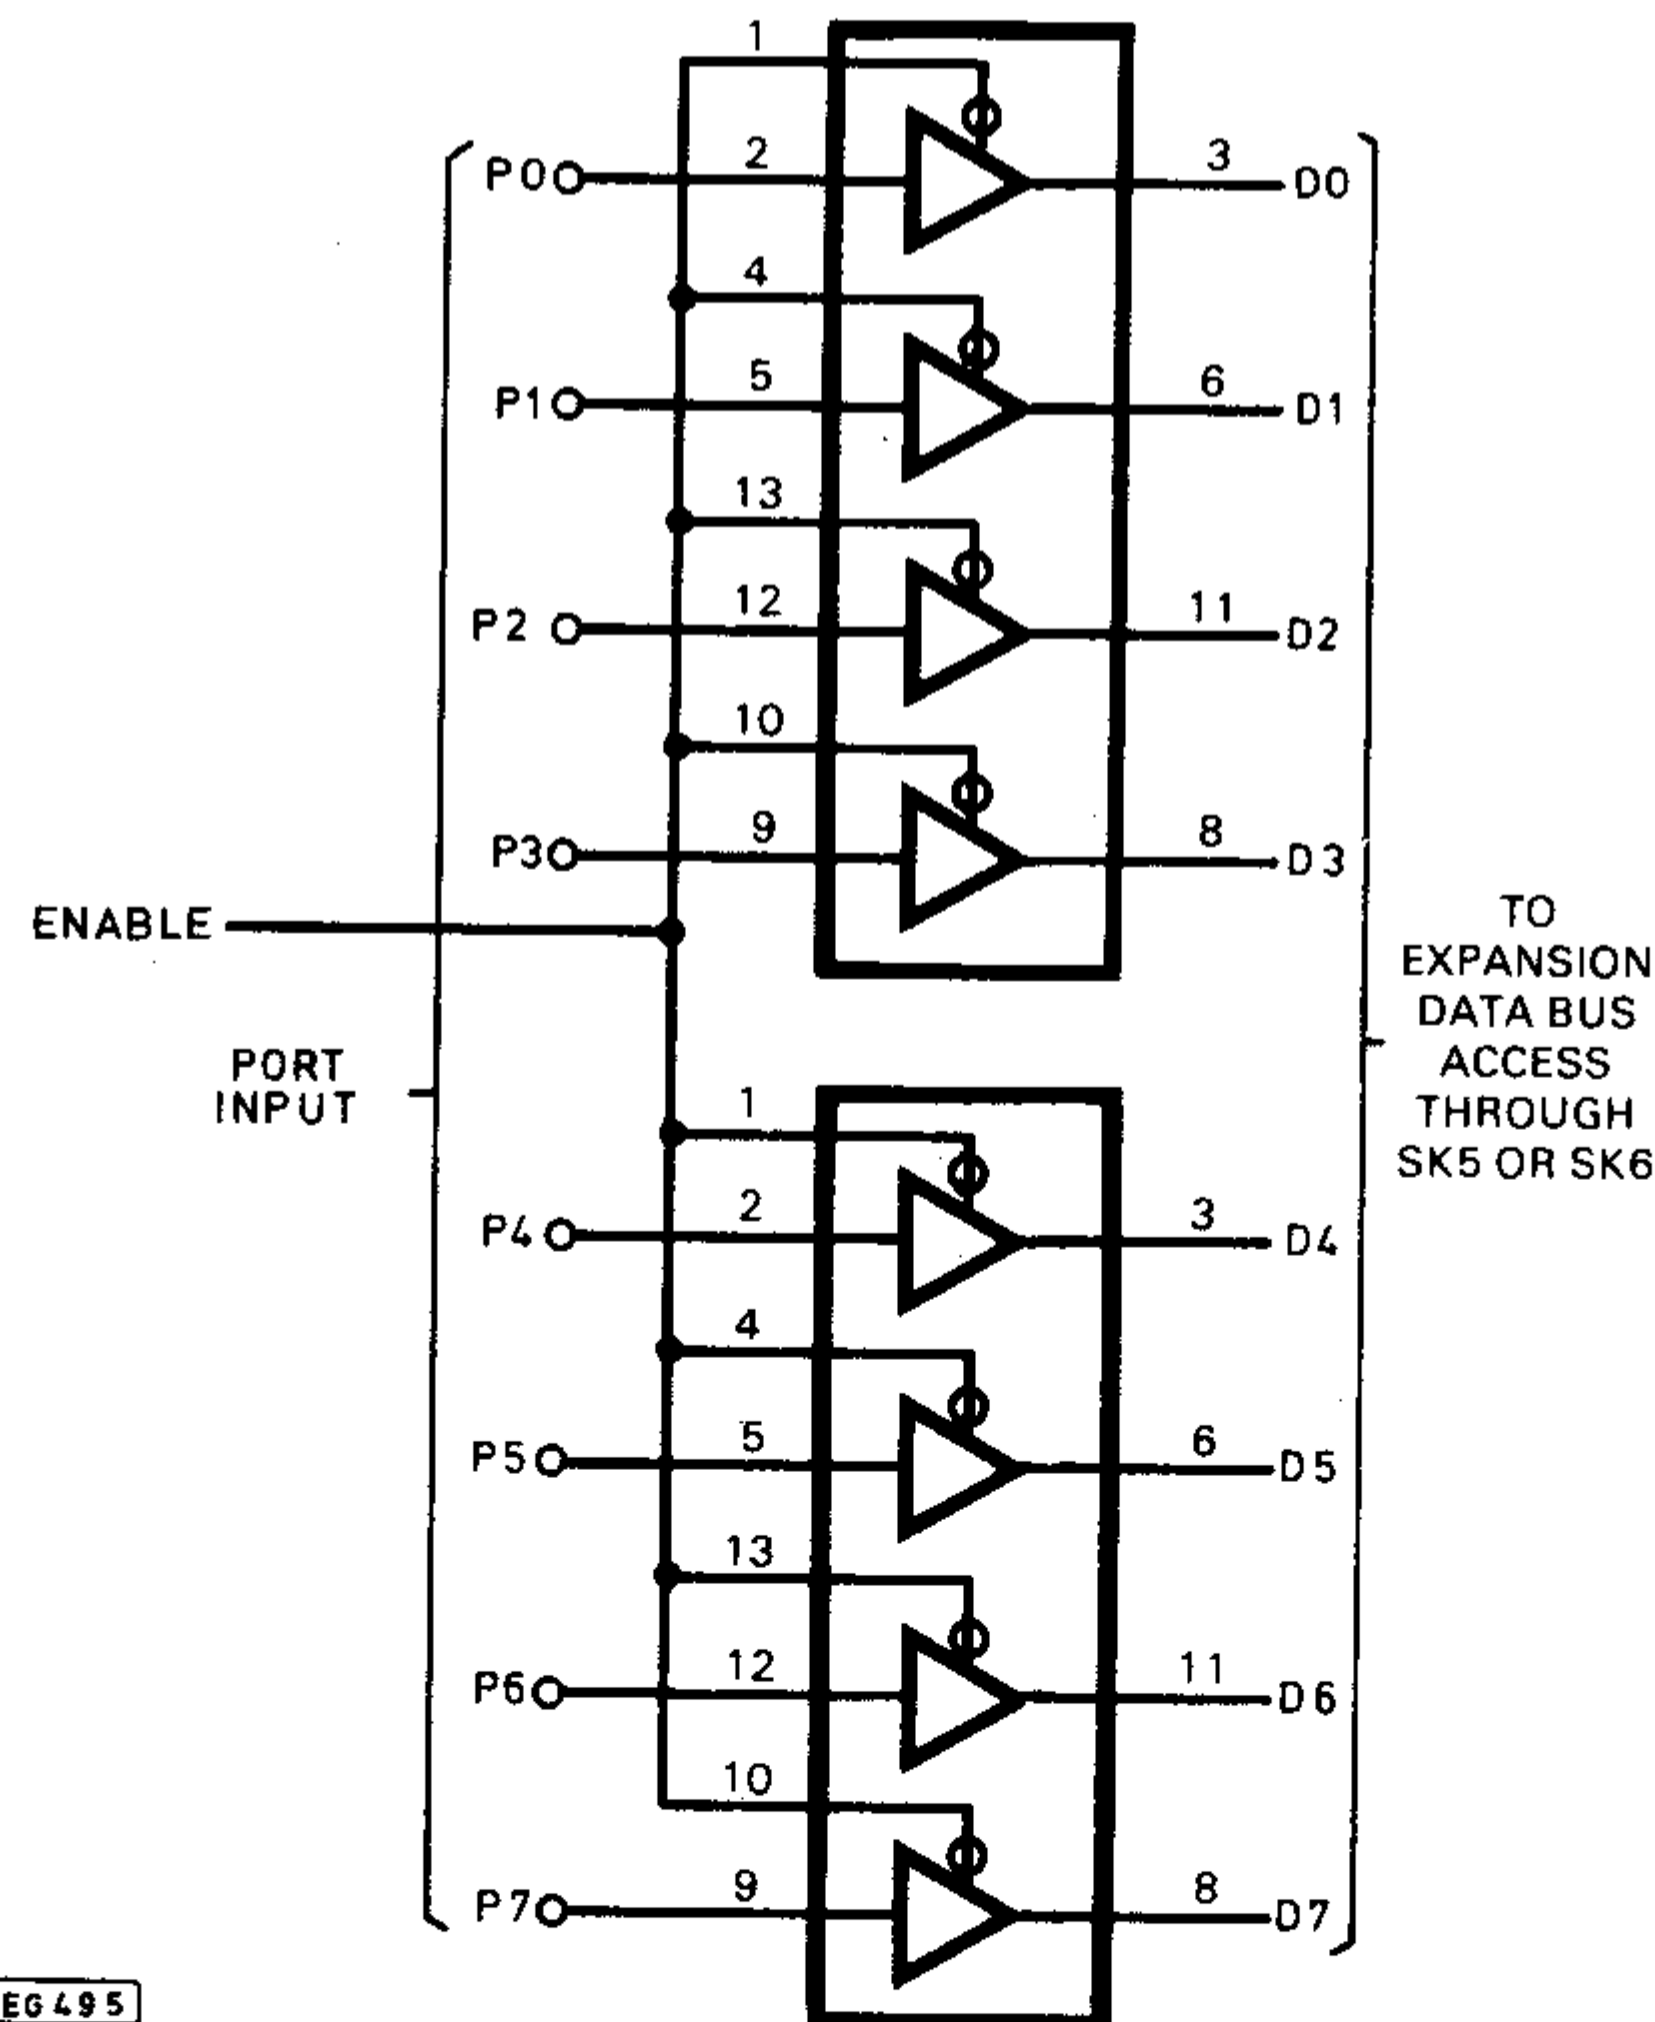 1
P0 2 3 D0
4
P1 5 6 D1
13
P2 12 11 D2
10
P3 9 8 D3
ENABLE
PORT
INPUT
TO
EXPANSION
DATA BUS
ACCESS
THROUGH
SK5 OR SK6
1
P4 2 3 D4
4
P5 5 6 D5
13
P6 12 11 D6
10
P7 9 8 D7
EG495